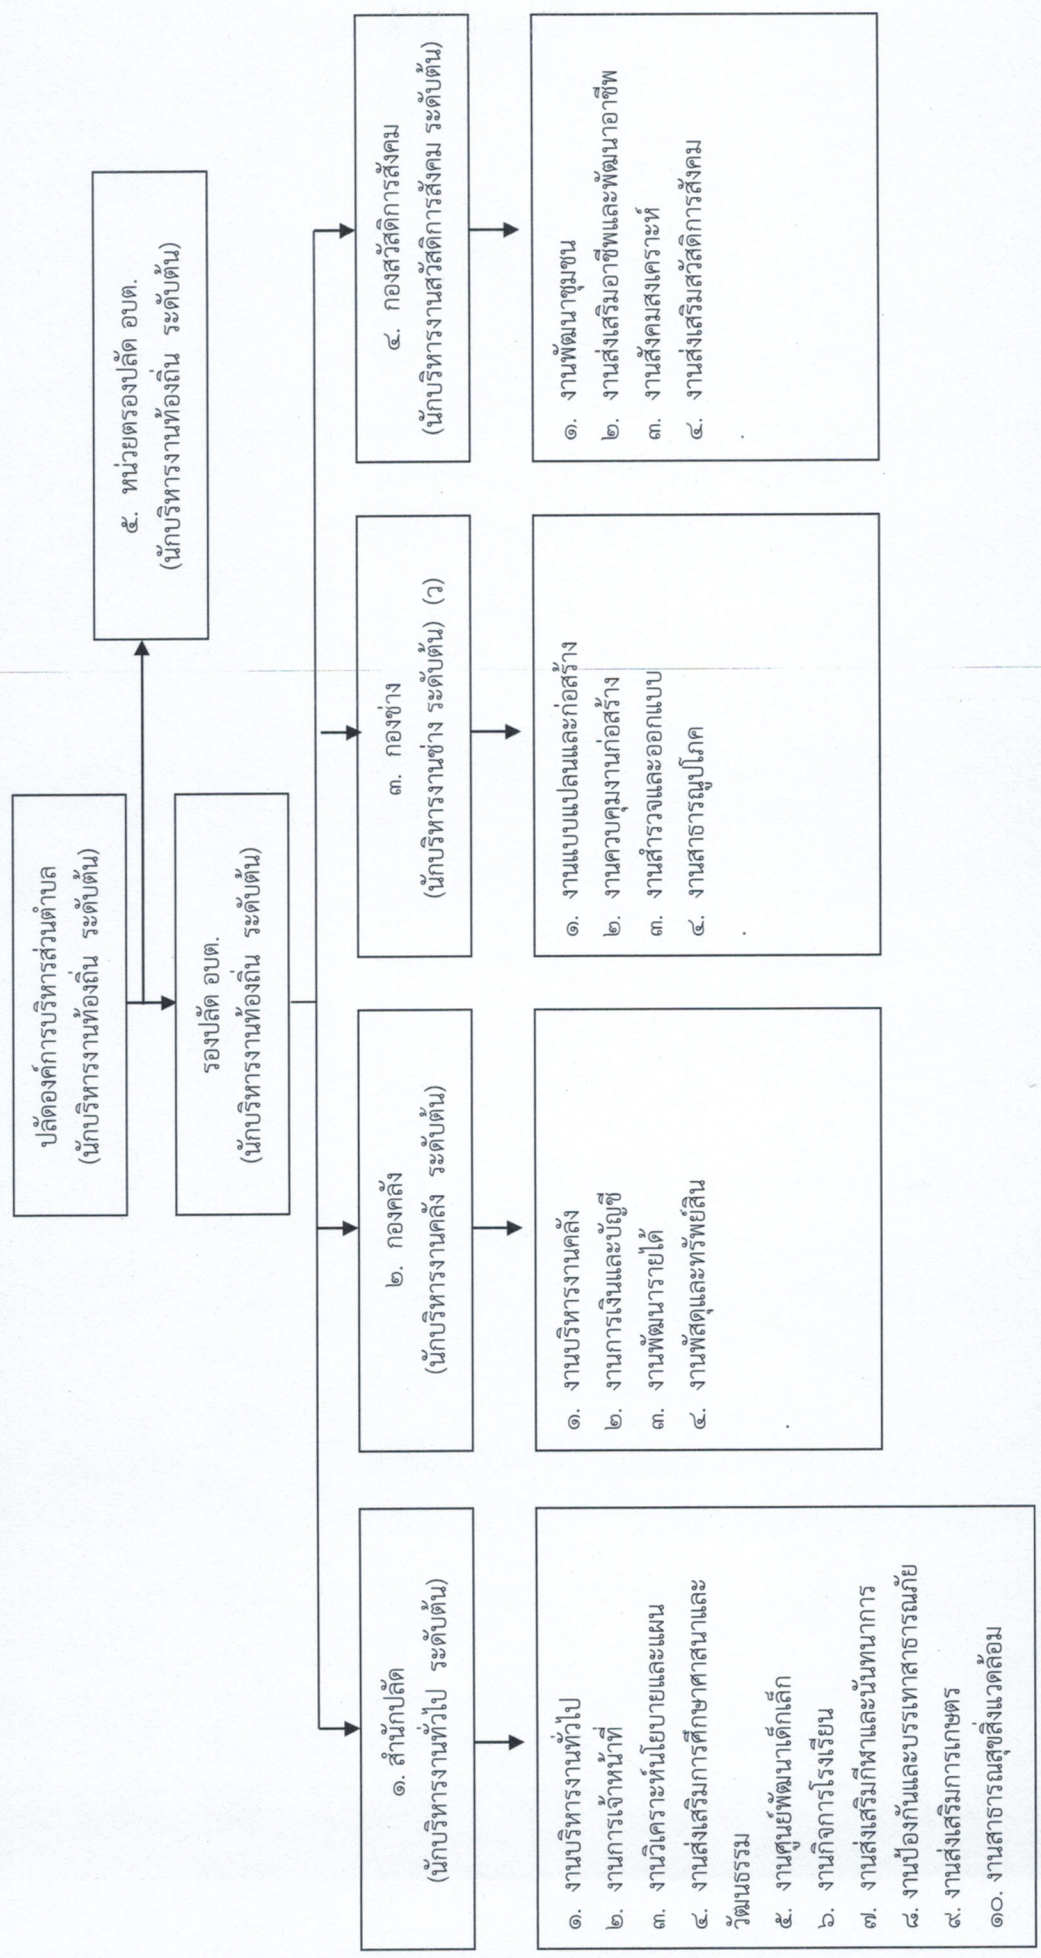 ปลัดองค์การบริหารส่วนตำบล
(นักบริหารงานท้องถิ่น ระดับต้น)
๕. หน่วยตรองปลัด อบต.
(นักบริหารงานท้องถิ่น ระดับต้น)
รองปลัด อบต.
(นักบริหารงานท้องถิ่น ระดับต้น)
๑. สำนักปลัด
(นักบริหารงานทั่วไป ระดับต้น)
๒. กองคลัง
(นักบริหารงานคลัง ระดับต้น)
๓. กองช่าง
(นักบริหารงานช่าง ระดับต้น) (ว)
๔. กองสวัสดิการสังคม
(นักบริหารงานสวัสดิการสังคม ระดับต้น)
๑. งานบริหารงานทั่วไป
๒. งานการเจ้าหน้าที่
๓. งานวิเคราะห์นโยบายและแผน
๔. งานส่งเสริมการศึกษาศาสนาและ
วัฒนธรรม
๕. งานศูนย์พัฒนาเด็กเล็ก
๖. งานกิจการโรงเรียน
๗. งานส่งเสริมกีฬาและนันทนาการ
๘. งานป้องกันและบรรเทาสาธารณภัย
๙. งานส่งเสริมการเกษตร
๑๐. งานสาธารณสุขสิ่งแวดล้อม
๑. งานบริหารงานคลัง
๒. งานการเงินและบัญชี
๓. งานพัฒนารายได้
๔. งานพัสดุและทรัพย์สิน
๑. งานแบบแปลนและก่อสร้าง
๒. งานควบคุมงานก่อสร้าง
๓. งานสำรวจและออกแบบ
๔. งานสาธารณูปโภค
๑. งานพัฒนาชุมชน
๒. งานส่งเสริมอาชีพและพัฒนาอาชีพ
๓. งานสังคมสงเคราะห์
๔. งานส่งเสริมสวัสดิการสังคม